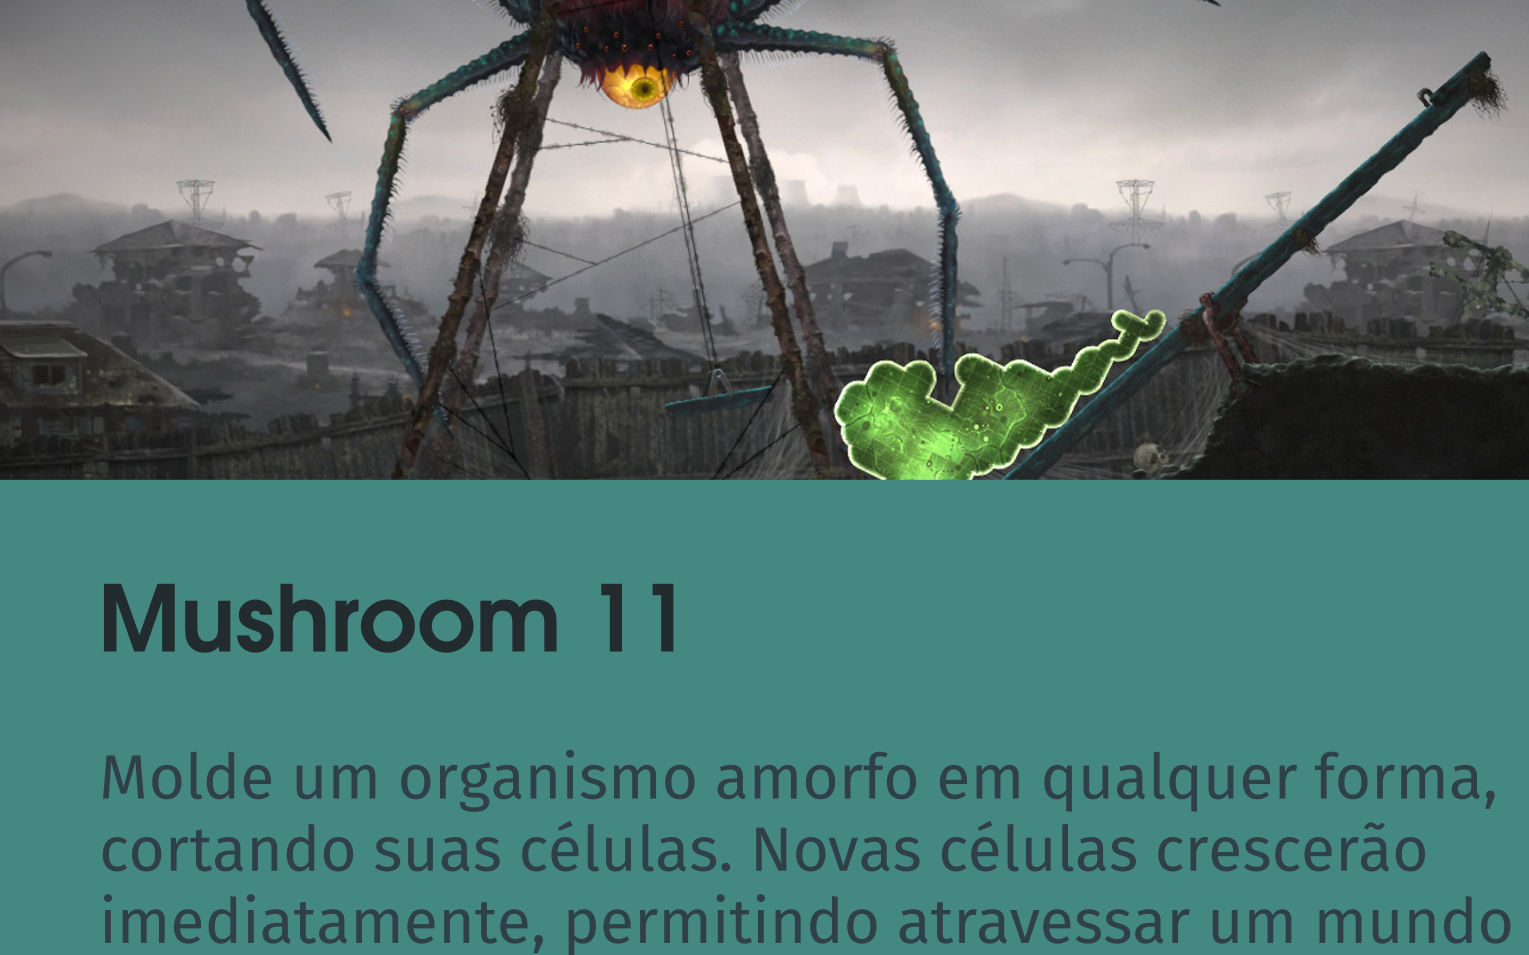 Mushroom 11
Molde um organismo amorfo em qualquer forma,
cortando suas células. Novas células crescerão
imediatamente, permitindo atravessar um mundo